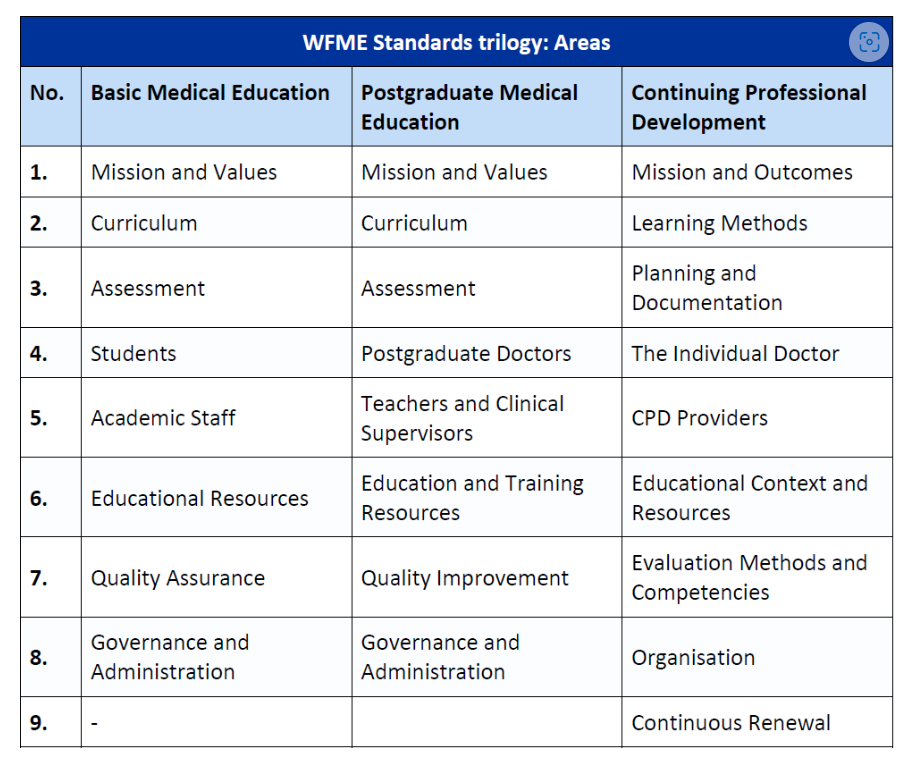 WFME Standards trilogy: Areas
No. Basic Medical Education Postgraduate Medical Education Continuing Professional Development
1. Mission and Values Mission and Values Mission and Outcomes
2. Curriculum Curriculum Learning Methods
3. Assessment Assessment Planning and Documentation
4. Students Postgraduate Doctors The Individual Doctor
5. Academic Staff Teachers and Clinical Supervisors CPD Providers
6. Educational Resources Education and Training Resources Educational Context and Resources
7. Quality Assurance Quality Improvement Evaluation Methods and Competencies
8. Governance and Administration Governance and Administration Organisation
9. - Continuous Renewal